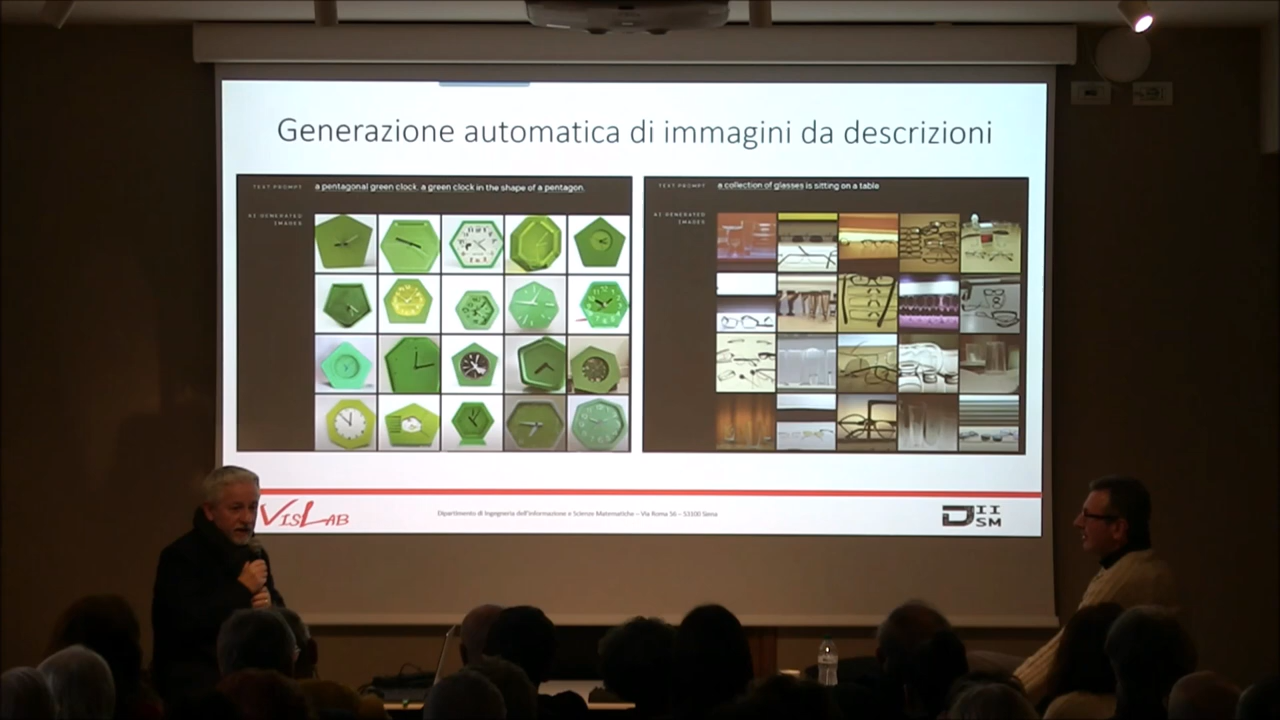 Generazione automatica di immagini da descrizioni
TEXT PROMPT
a pentagonal green clock. a green clock in the shape of a pentagon.
AI GENERATED
IMAGES
TEXT PROMPT
a collection of glasses is sitting on a table
AI GENERATED
IMAGES
VISLAB
Dipartimento di Ingegneria dell'Informazione e Scienze Matematiche – Via Roma 56 – 53100 Siena
DII
SM